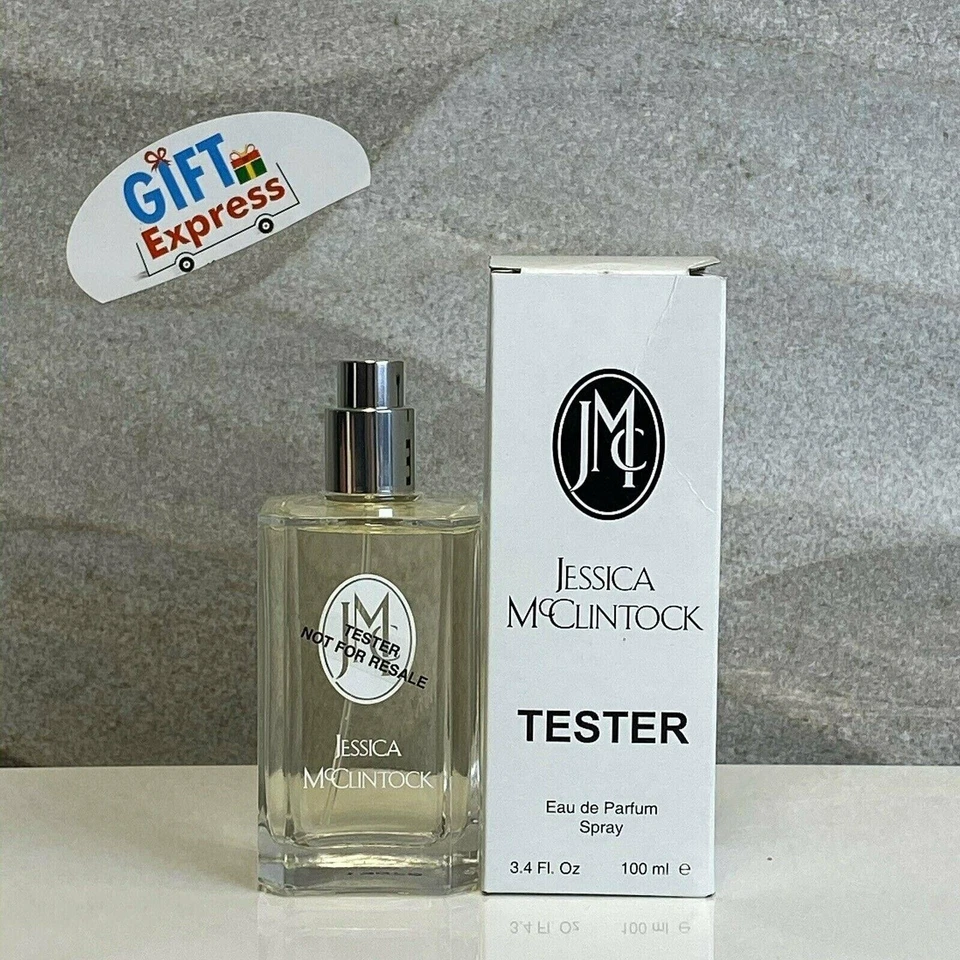 GiFT
Express
JMC
TESTER
NOT FOR RESALE
JESSICA
McCLINTOCK
JMC
JESSICA
McCLINTOCK
TESTER
Eau de Parfum
Spray
3.4 Fl. Oz 100 ml ℮